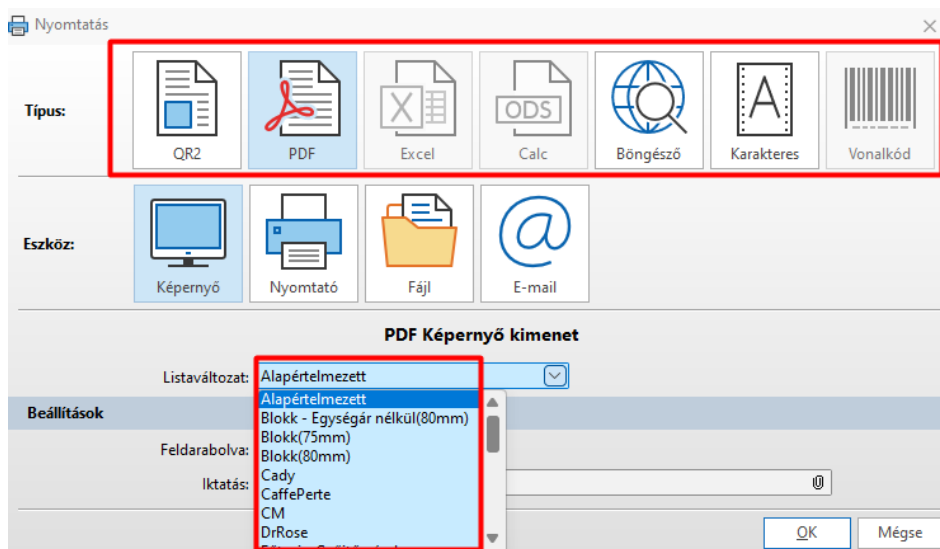 Nyomtatás
Típus:
QR2
PDF
X
Excel
ODS
Calc
Böngésző
A
Karakteres
Vonalkód
Eszköz:
Képernyő
Nyomtató
Fájl
@
E-mail
PDF Képernyő kimenet
Listaváltozat: Alapértelmezett
Alapértelmezett
Beállítások
Blokk - Egységár nélkül(80mm)
Blokk(75mm)
Feldarabolva:
Blokk(80mm)
Cady
Iktatás:
CaffePerte
CM
DrRose
OK
Mégse